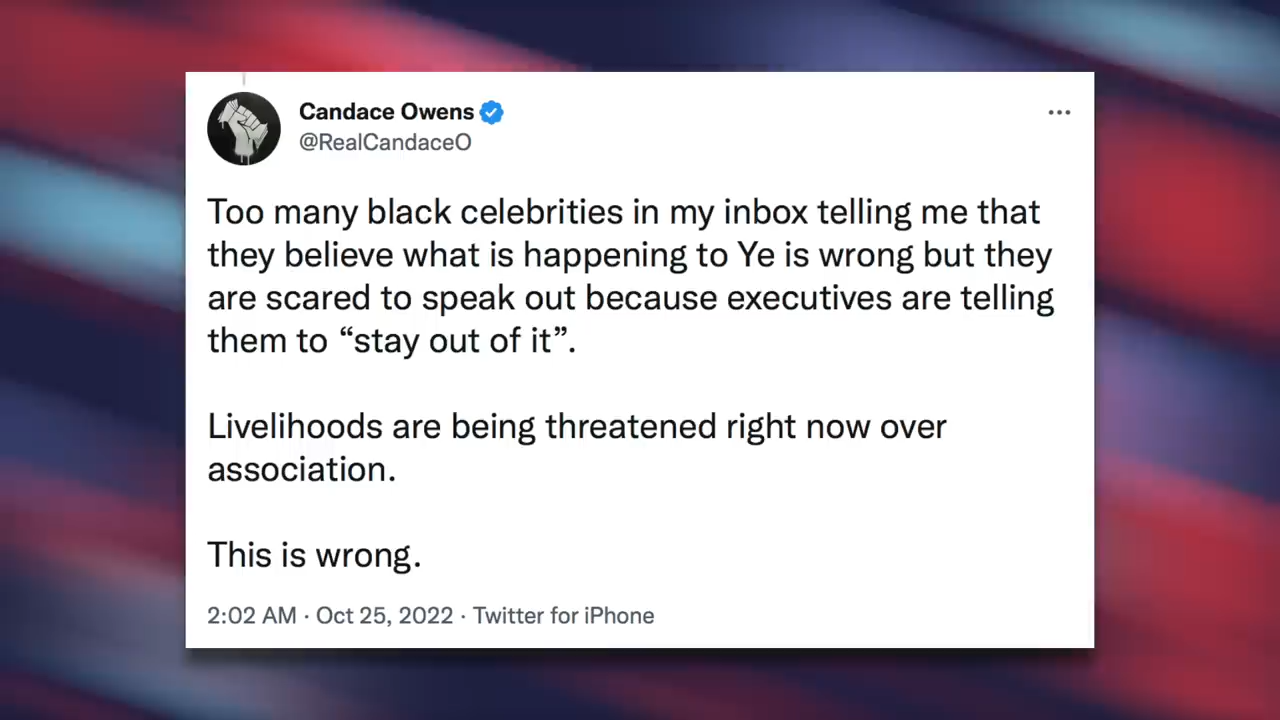 Candace Owens
@RealCandaceO
Too many black celebrities in my inbox telling me that
they believe what is happening to Ye is wrong but they
are scared to speak out because executives are telling
them to “stay out of it”.
Livelihoods are being threatened right now over
association.
This is wrong.
2:02 AM · Oct 25, 2022 · Twitter for iPhone